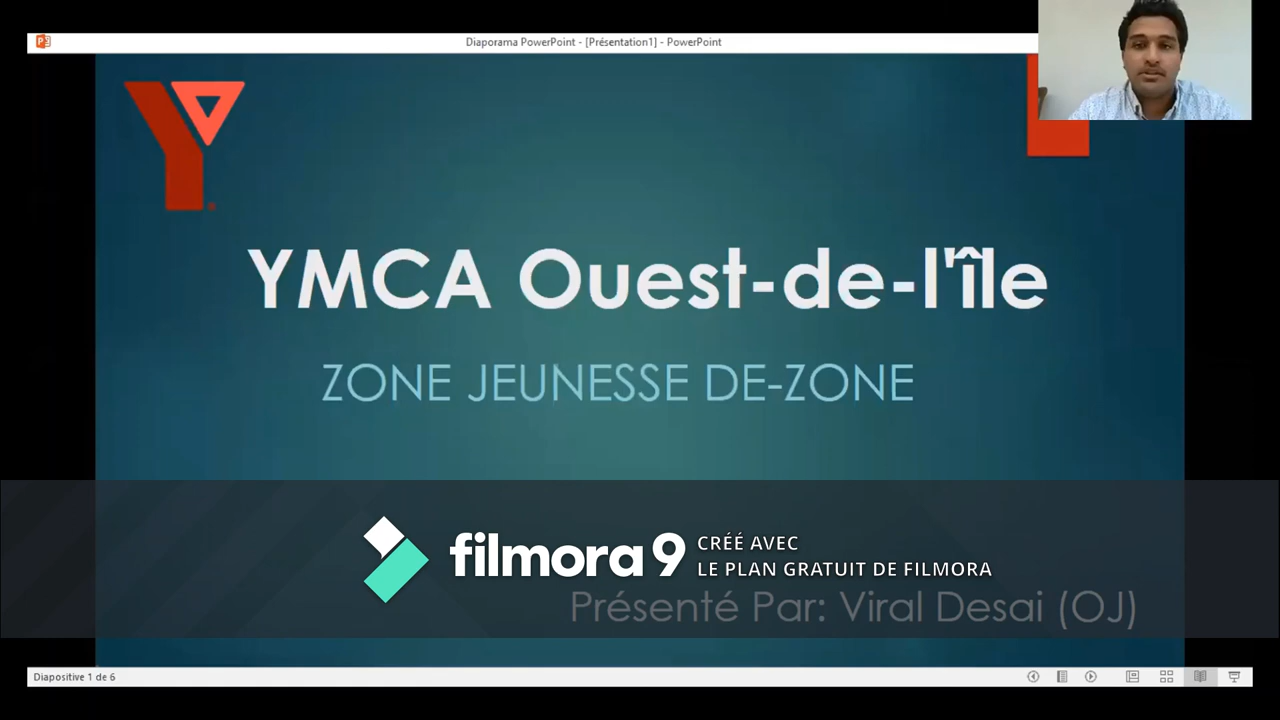 Diaporama PowerPoint - [Présentation1] - PowerPoint
YMCA Ouest-de-l'île
ZONE JEUNESSE DE-ZONE
filmora9
CRÉÉ AVEC
LE PLAN GRATUIT DE FILMORA
Présenté Par: Viral Desai (OJ)
Diapositive 1 de 6